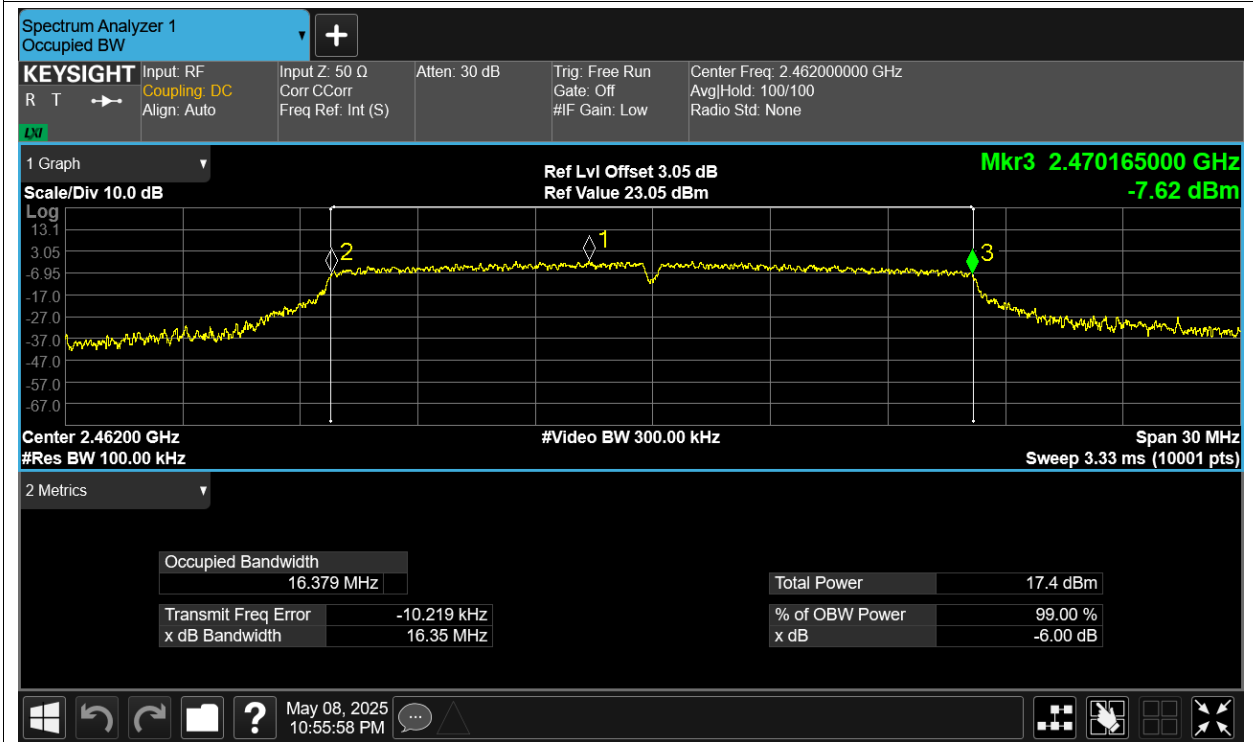 Spectrum Analyzer 1
Occupied BW
KEYSIGHT
R T
LXI
Input: RF
Coupling: DC
Align: Auto
Input Z: 50 Ω
Corr CCorr
Freq Ref: Int (S)
Atten: 30 dB
Trig: Free Run
Gate: Off
#IF Gain: Low
Center Freq: 2.462000000 GHz
Avg|Hold: 100/100
Radio Std: None
1 Graph
Scale/Div 10.0 dB
Ref Lvl Offset 3.05 dB
Ref Value 23.05 dBm
Mkr3 2.470165000 GHz
-7.62 dBm
Log
13.1
3.05
-6.95
-17.0
-27.0
-37.0
-47.0
-57.0
-67.0
2
1
3
Center 2.46200 GHz
#Video BW 300.00 kHz
Span 30 MHz
#Res BW 100.00 kHz
Sweep 3.33 ms (10001 pts)
2 Metrics
Occupied Bandwidth
16.379 MHz
Transmit Freq Error -10.219 kHz
x dB Bandwidth 16.35 MHz
Total Power 17.4 dBm
% of OBW Power 99.00 %
x dB -6.00 dB
?
May 08, 2025
10:55:58 PM